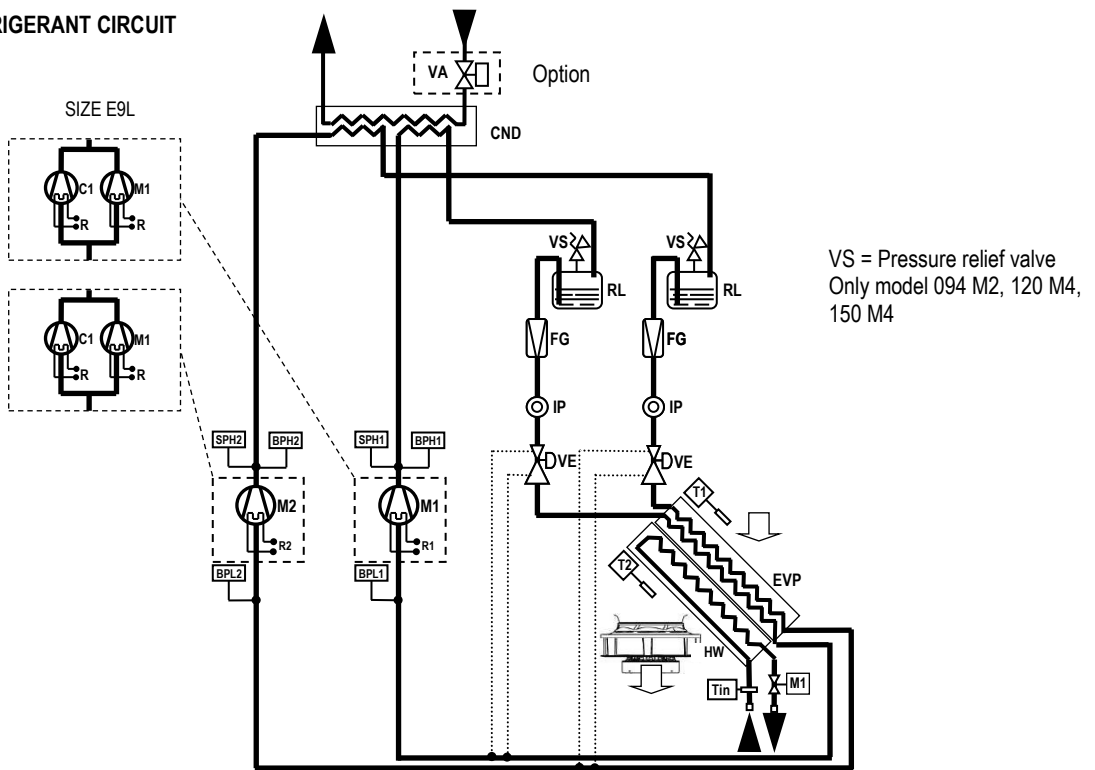 RIGERANT CIRCUIT
VA
Option
SIZE E9L
CND
C1
M1
R
R
VS
VS
RL
RL
VS = Pressure relief valve
Only model 094 M2, 120 M4,
150 M4
C1
M1
R
R
FG
FG
IP
IP
SPH2
BPH2
SPH1
BPH1
VE
VE
M2
M1
T1
R2
R1
T2
EVP
BPL2
BPL1
HW
Tin
M1